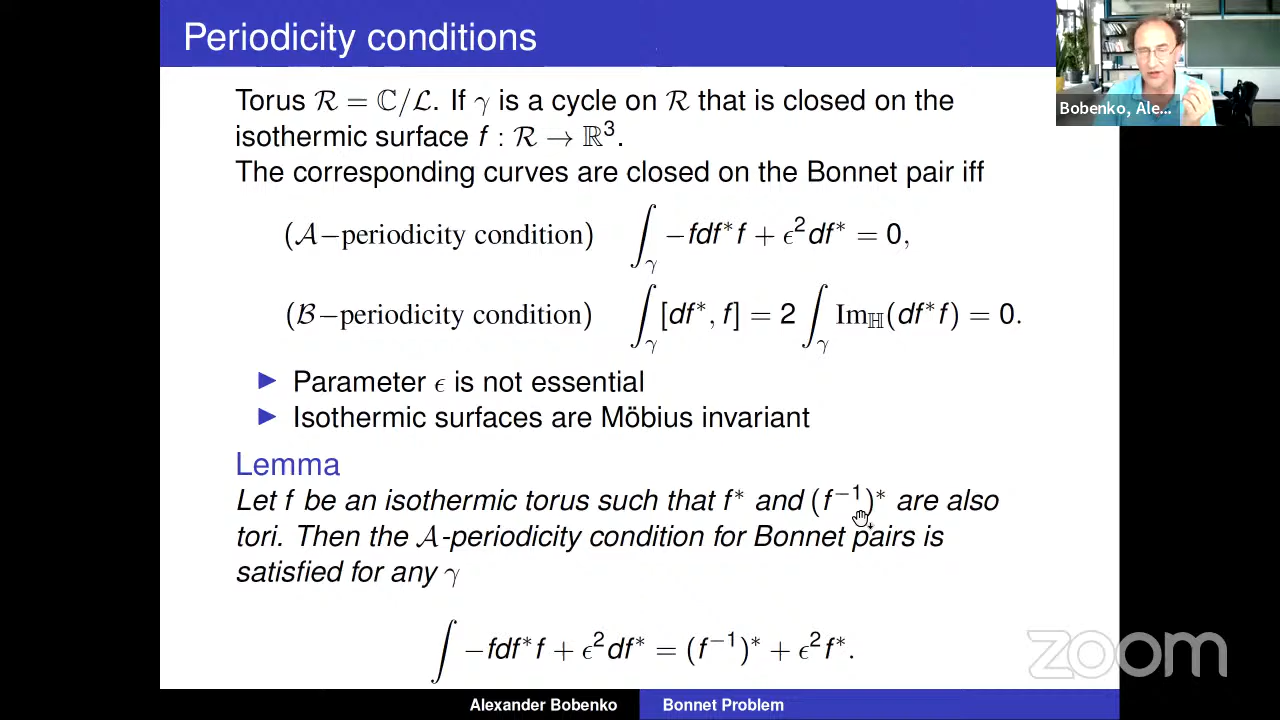 Periodicity conditions
Bobenko, Ale...
Torus ℛ = ℂ/ℒ. If γ is a cycle on ℛ that is closed on the
isothermic surface f : ℛ → ℝ³.
The corresponding curves are closed on the Bonnet pair iff
(𝒜−periodicity condition) ∫_γ −fdf*f + ϵ²df* = 0,
(ℬ−periodicity condition) ∫_γ [df*, f] = 2 ∫_γ Im_ℍ(df*f) = 0.
▶ Parameter ϵ is not essential
▶ Isothermic surfaces are Möbius invariant
Lemma
Let f be an isothermic torus such that f* and (f⁻¹)* are also
tori. Then the 𝒜-periodicity condition for Bonnet pairs is
satisfied for any γ
∫ −fdf*f + ϵ²df* = (f⁻¹)* + ϵ²f*.
zoom
Alexander Bobenko Bonnet Problem